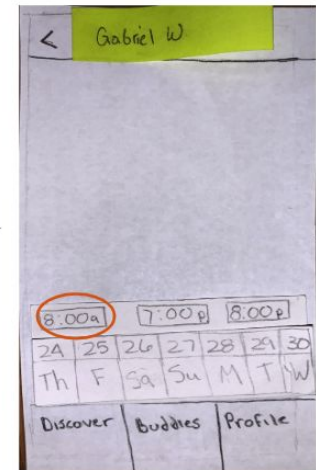 < Gabriel W
8:00a 7:00p 8:00p
24 25 26 27 28 29 30
Th F Sa Su M T W
Discover Buddies Profile